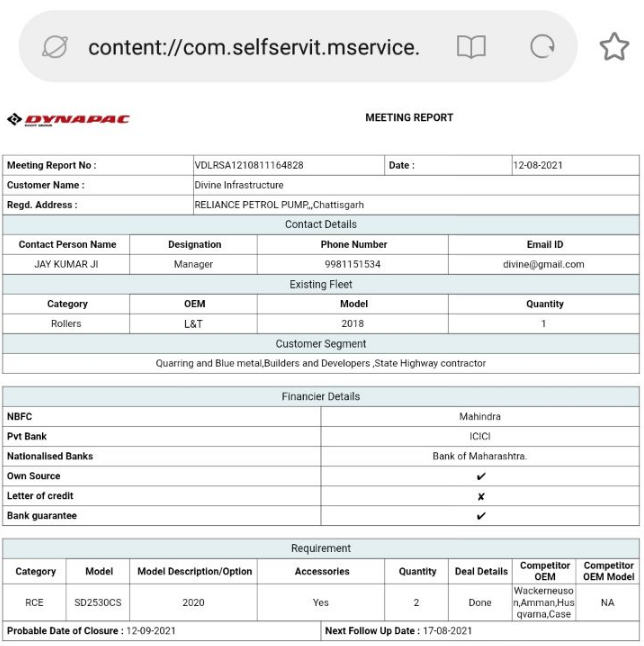 content://com.selfservit.mservice.
DYNAPAC
MEETING REPORT
Meeting Report No : VDLRSA1210811164828 Date : 12-08-2021
Customer Name : Divine Infrastructure
Regd. Address : RELIANCE PETROL PUMP,,,Chattisgarh
Contact Details
Contact Person Name Designation Phone Number Email ID
JAY KUMAR JI Manager 9981151534 divine@gmail.com
Existing Fleet
Category OEM Model Quantity
Rollers L&T 2018 1
Customer Segment
Quarring and Blue metal,Builders and Developers ,State Highway contractor
Financier Details
NBFC Mahindra
Pvt Bank ICICI
Nationalised Banks Bank of Maharashtra.
Own Source ✔
Letter of credit ✘
Bank guarantee ✔
Requirement
Category Model Model Description/Option Accessories Quantity Deal Details Competitor OEM Competitor OEM Model
RCE SD2530CS 2020 Yes 2 Done Wackerneuso
n,Amman,Hus
qvarna,Case NA
Probable Date of Closure : 12-09-2021 Next Follow Up Date : 17-08-2021